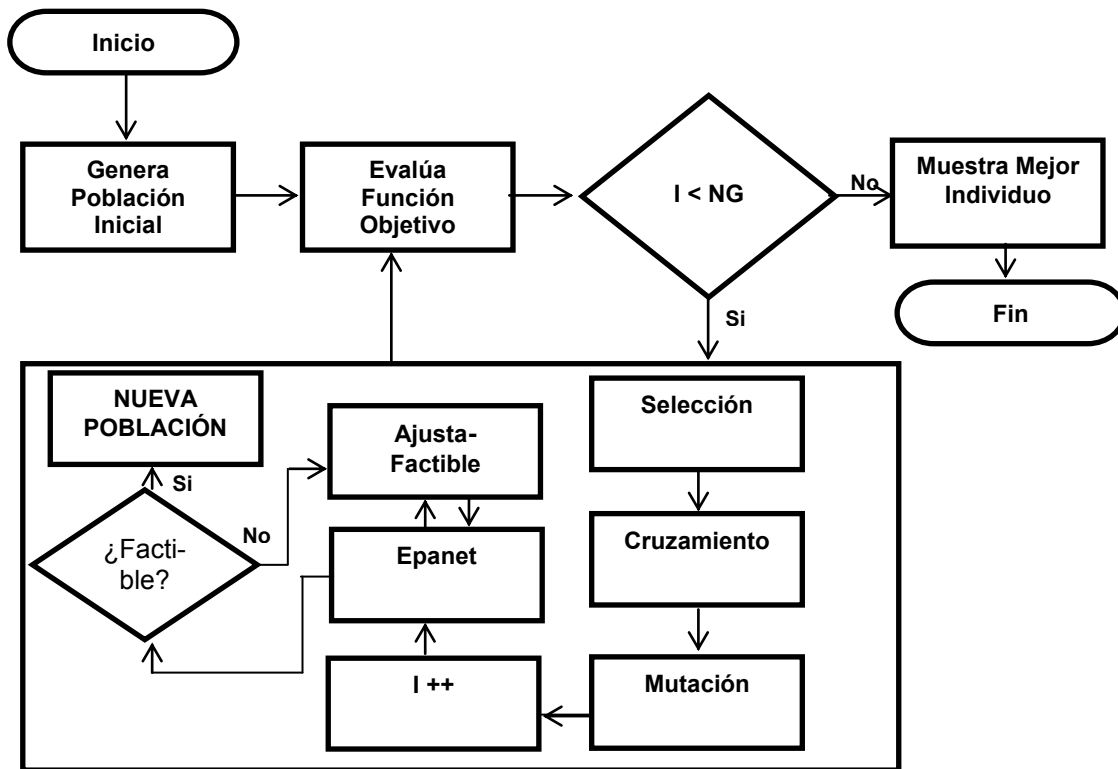 Inicio
Genera
Población
Inicial
Evalúa
Función
Objetivo
I < NG
No
Muestra Mejor
Individuo
Fin
Si
Selección
Cruzamiento
Mutación
I ++
Epanet
Ajusta-
Factible
¿Facti-
ble?
No
Si
NUEVA
POBLACIÓN